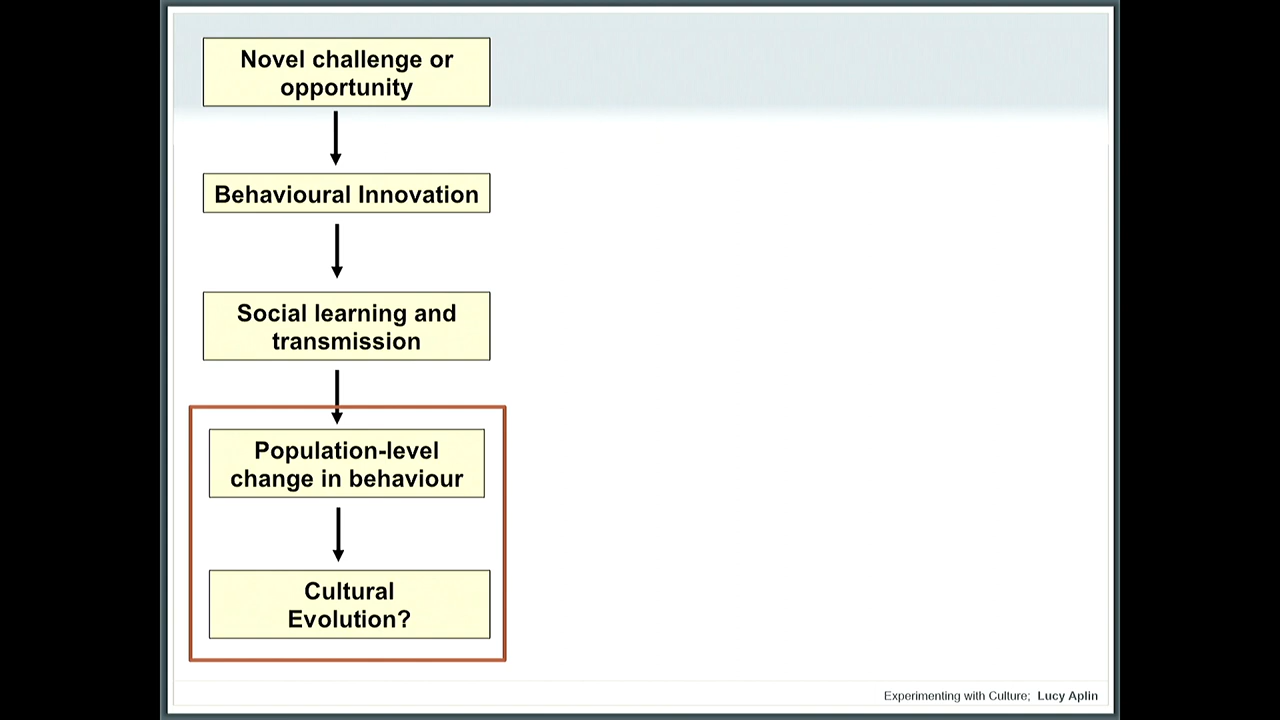 Novel challenge or
opportunity
Behavioural Innovation
Social learning and
transmission
Population-level
change in behaviour
Cultural
Evolution?
Experimenting with Culture; Lucy Aplin